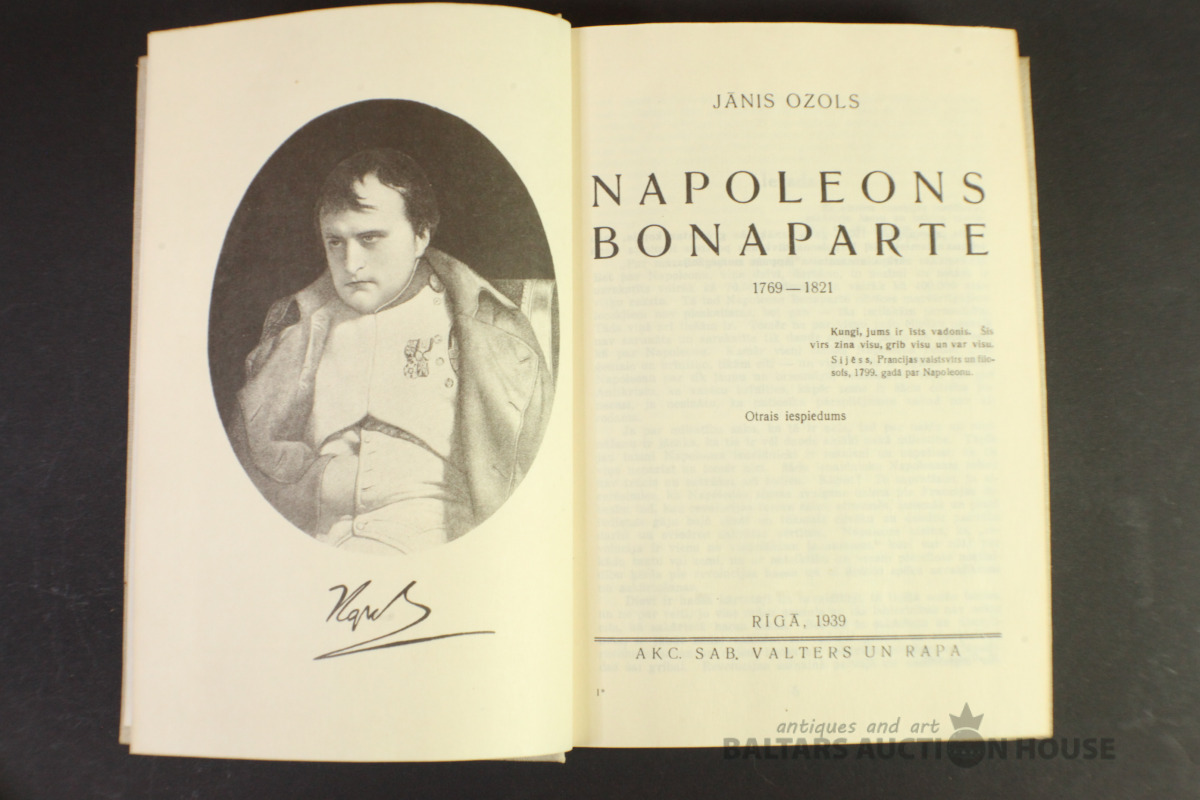 JĀNIS OZOLS
NAPOLEONS
BONAPARTE
1769—1821
Kungi, jums ir īsts vadonis. Šis
vīrs zina visu, grib visu un var visu.
Sijēss, Francijas valstsvīrs un filo-
sofs, 1799. gadā par Napoleonu.
Otrais iespiedums
RĪGĀ, 1939
AKC. SAB. VALTERS UN RAPA
1*
antiques and art
BALTARS AUCTION HOUSE